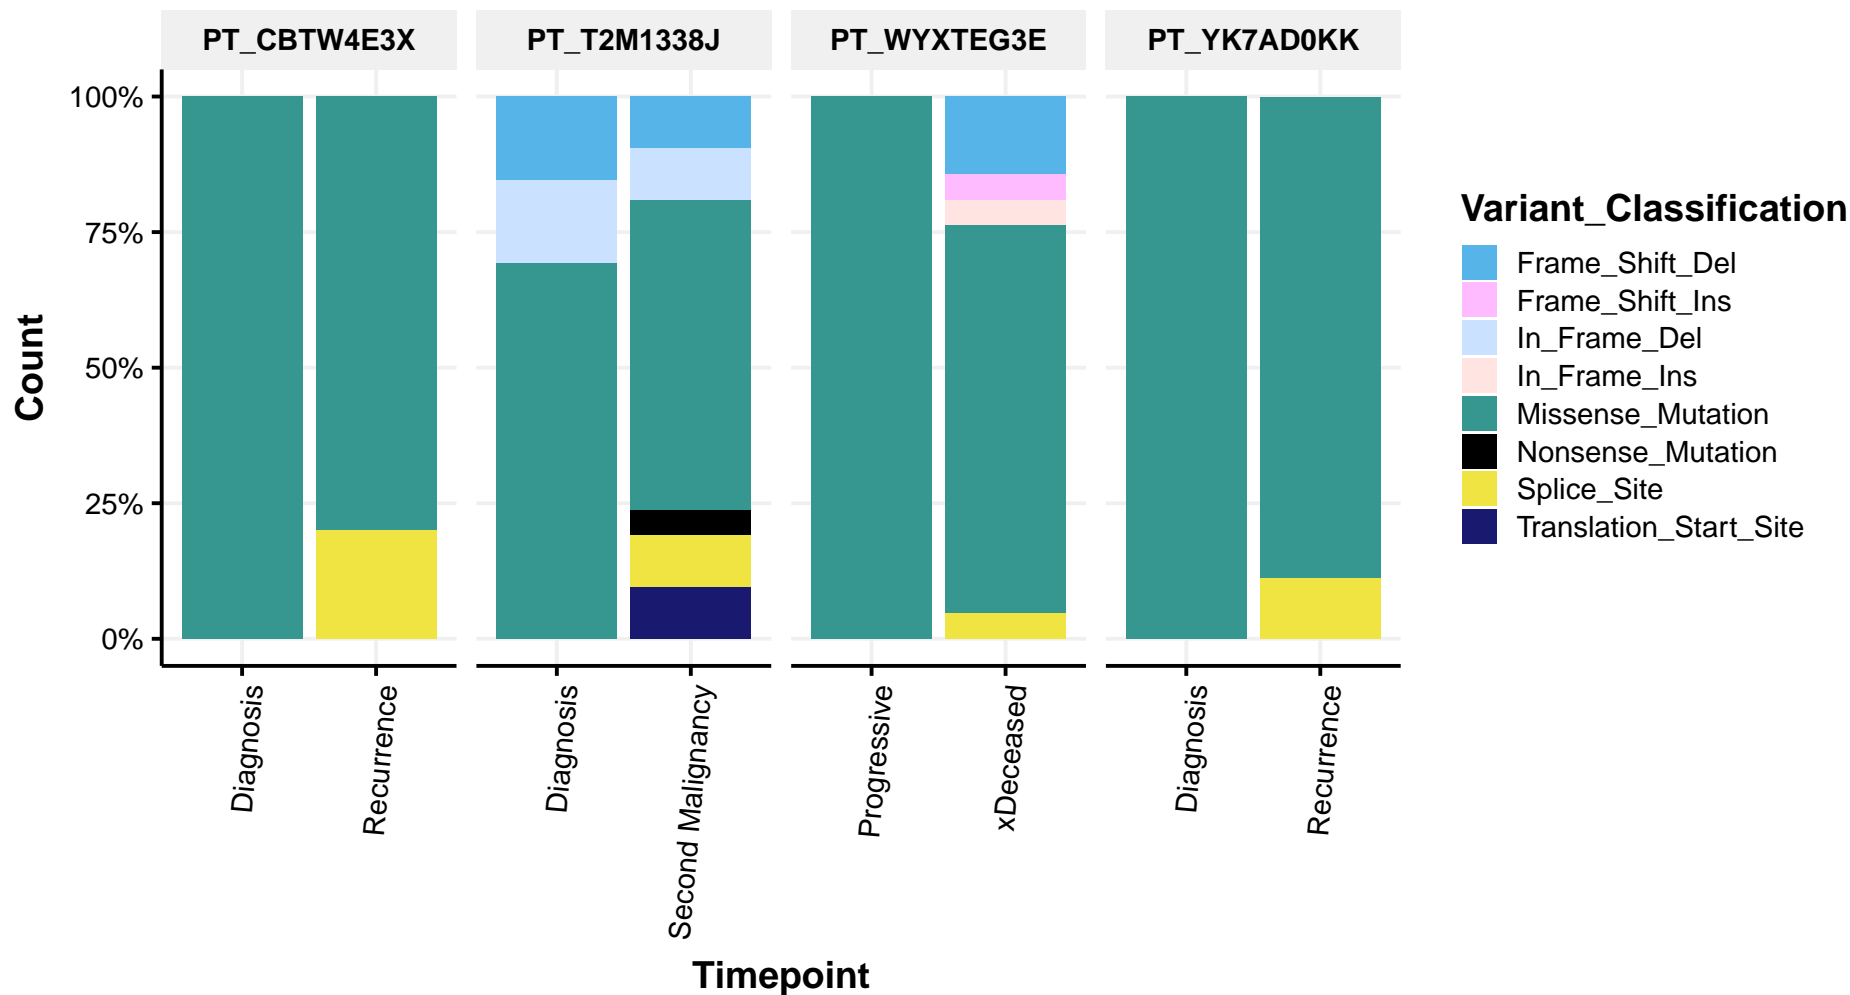 PT_CBTW4E3X
PT_T2M1338J
PT_WYXTEG3E
PT_YK7AD0KK
100%
75%
50%
25%
0%
Count
Diagnosis
Recurrence
Diagnosis
Second Malignancy
Progressive
xDeceased
Diagnosis
Recurrence
Timepoint
Variant_Classification
Frame_Shift_Del
Frame_Shift_Ins
In_Frame_Del
In_Frame_Ins
Missense_Mutation
Nonsense_Mutation
Splice_Site
Translation_Start_Site